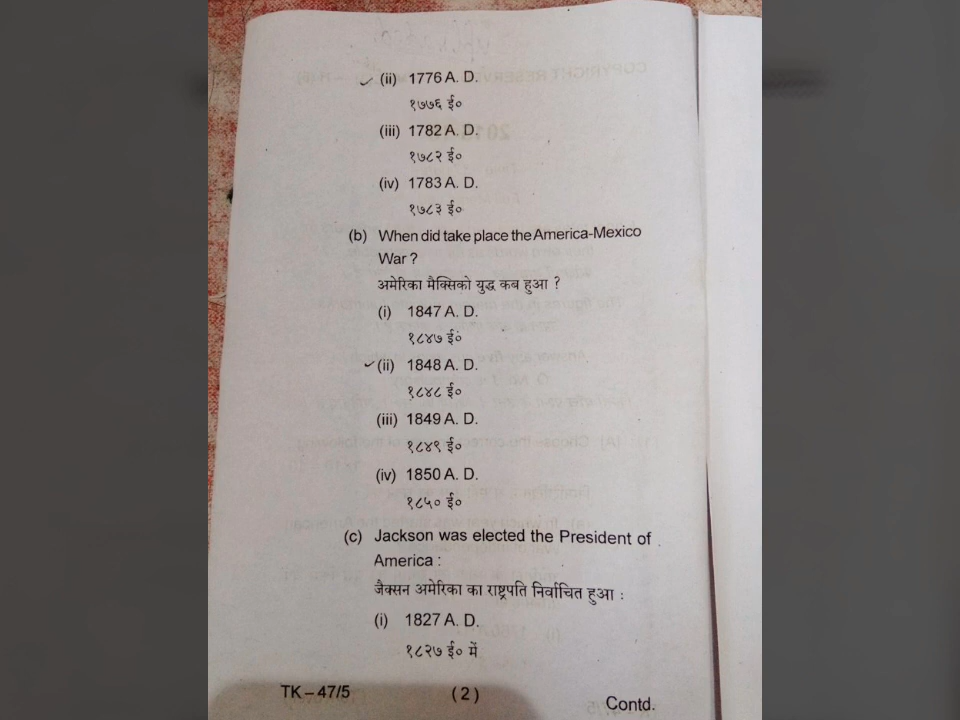 (ii) 1776 A. D.
१७७६ ई०
(iii) 1782 A. D.
१७८२ ई०
(iv) 1783 A. D.
१७८३ ई०
(b) When did take place the America-Mexico
War ?
अमेरिका मैक्सिको युद्ध कब हुआ ?
(i) 1847 A. D.
१८४७ ई०
(ii) 1848 A. D.
१८४८ ई०
(iii) 1849 A. D.
१८४९ ई०
(iv) 1850 A. D.
१८५० ई०
(c) Jackson was elected the President of
America :
जैक्सन अमेरिका का राष्ट्रपति निर्वाचित हुआ :
(i) 1827 A. D.
१८२७ ई० में
TK – 47/5 (2) Contd.